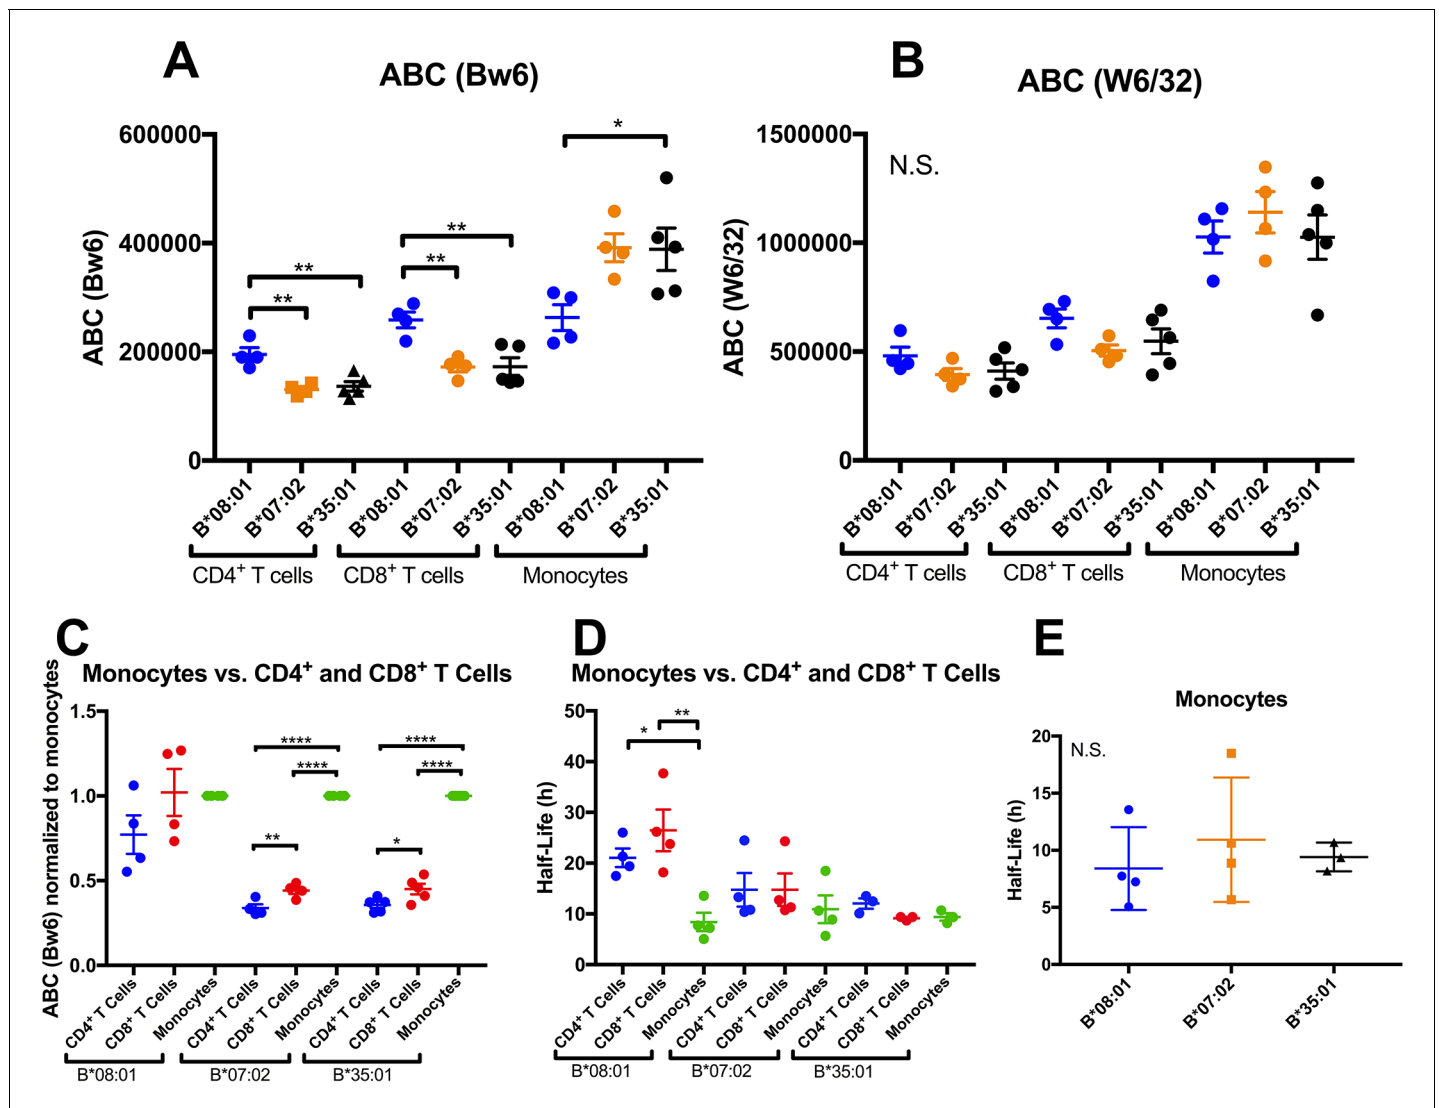 A
ABC (Bw6)
ABC (Bw6)
600000
400000
200000
0
**
**
**
**
*
B*08:01
B*07:02
B*35:01
B*08:01
B*07:02
B*35:01
B*08:01
B*07:02
B*35:01
CD4+ T cells
CD8+ T cells
Monocytes
B
ABC (W6/32)
ABC (W6/32)
1500000
1000000
500000
0
N.S.
B*08:01
B*07:02
B*35:01
B*08:01
B*07:02
B*35:01
B*08:01
B*07:02
B*35:01
CD4+ T cells
CD8+ T cells
Monocytes
C
Monocytes vs. CD4+ and CD8+ T Cells
ABC (Bw6) normalized to monocytes
1.5
1.0
0.5
0.0
****
****
**
****
****
*
CD4+ T Cells
CD8+ T Cells
Monocytes
CD4+ T Cells
CD8+ T Cells
Monocytes
CD4+ T Cells
CD8+ T Cells
Monocytes
B*08:01
B*07:02
B*35:01
D
Monocytes vs. CD4+ and CD8+ T Cells
Half-Life (h)
50
40
30
20
10
0
**
*
CD4+ T Cells
CD8+ T Cells
Monocytes
CD4+ T Cells
CD8+ T Cells
Monocytes
CD4+ T Cells
CD8+ T Cells
Monocytes
B*08:01
B*07:02
B*35:01
E
Monocytes
Half-Life (h)
20
15
10
5
0
N.S.
B*08:01
B*07:02
B*35:01